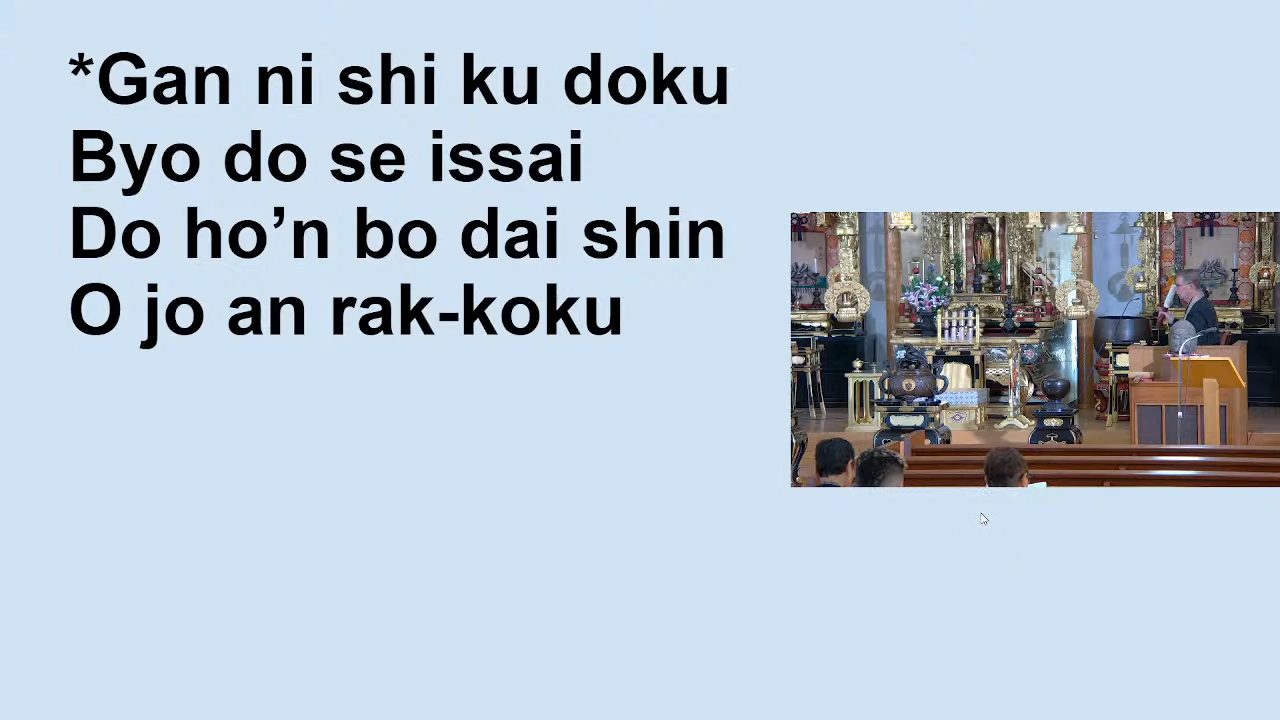 *Gan ni shi ku doku
Byo do se issai
Do ho’n bo dai shin
O jo an rak-koku